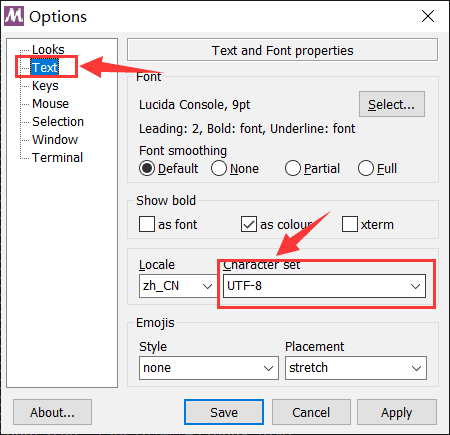 Options
Looks
Text
Keys
Mouse
Selection
Window
Terminal
Text and Font properties
Font
Lucida Console, 9pt
Select...
Leading: 2, Bold: font, Underline: font
Font smoothing
Default None Partial Full
Show bold
as font as colour xterm
Locale Character set
zh_CN UTF-8
Emojis
Style Placement
none stretch
About... Save Cancel Apply